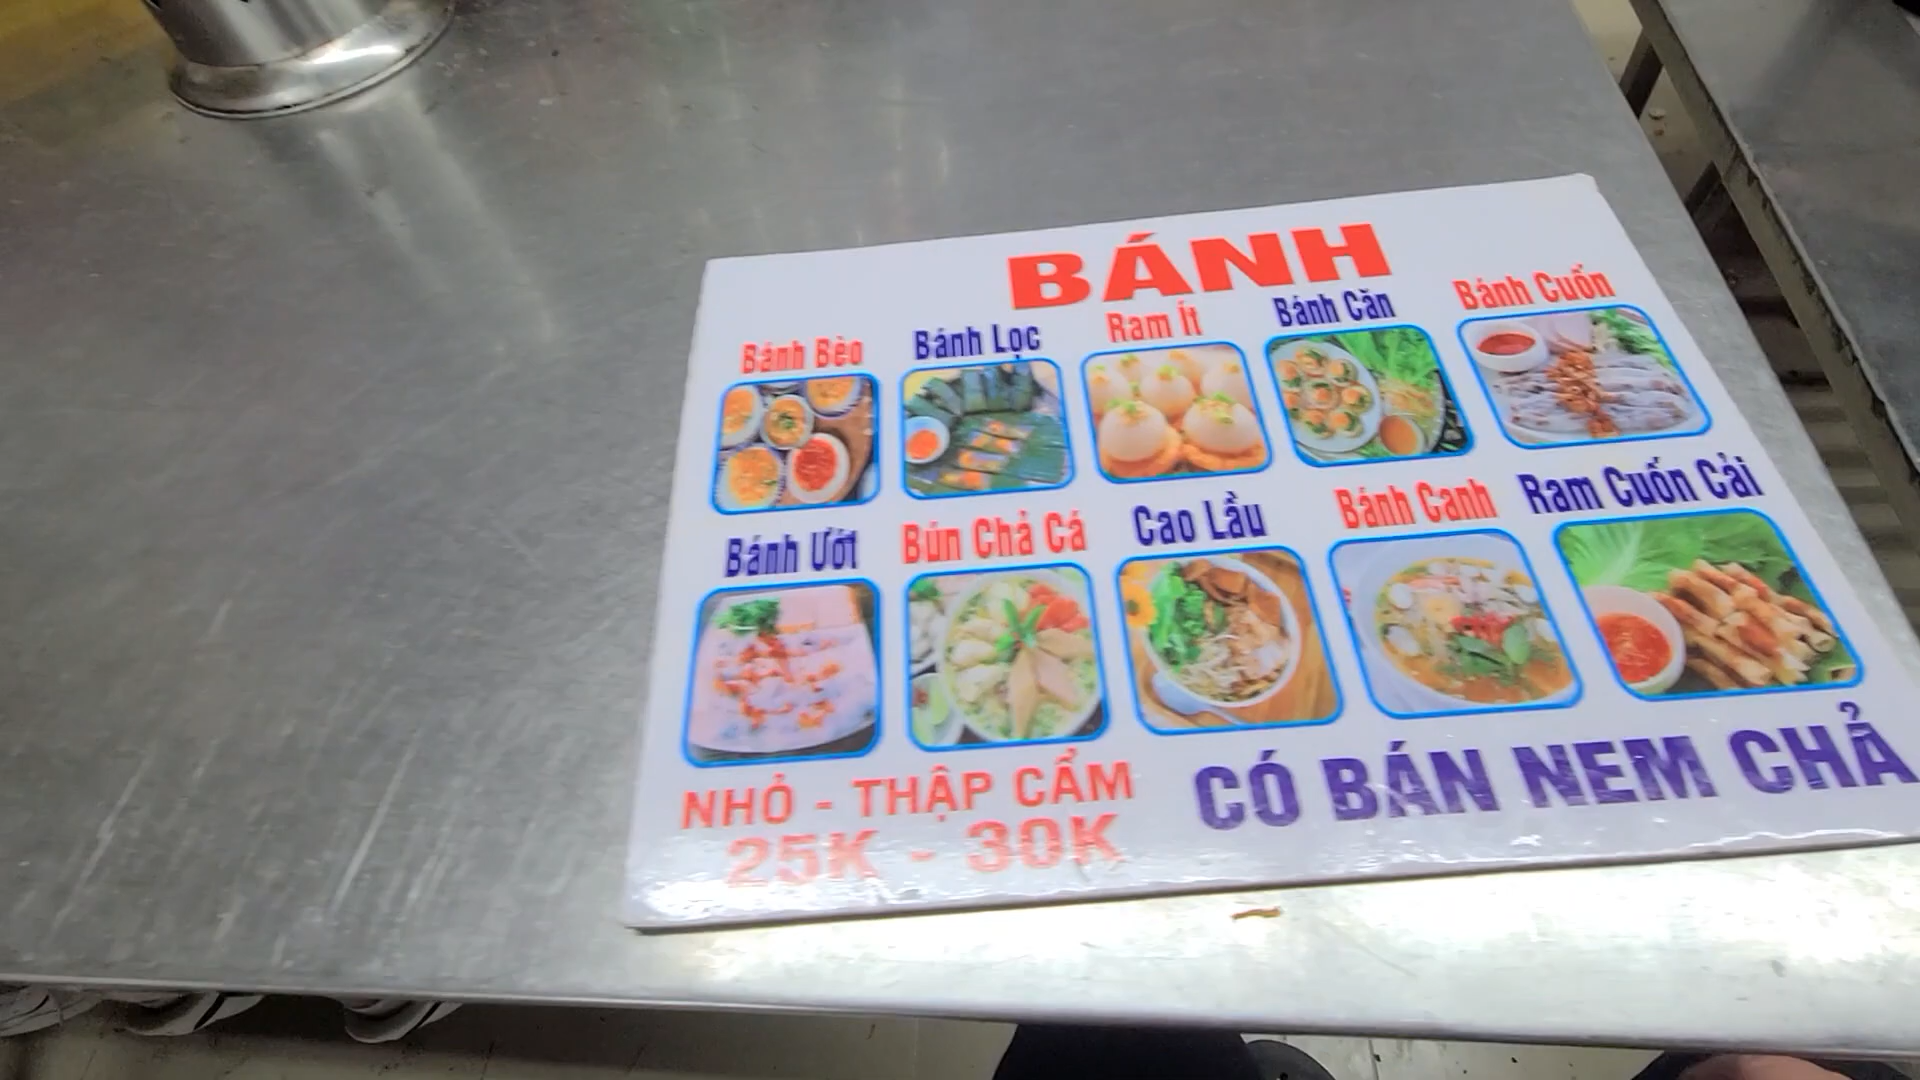 BÁNH
Bánh Bèo
Bánh Lọc
Ram Ít
Bánh Căn
Bánh Cuốn
Bánh Ướt
Bún Chả Cá
Cao Lầu
Bánh Canh
Ram Cuốn Cải
NHỎ - THẬP CẨM
25K - 30K
CÓ BÁN NEM CHẢ